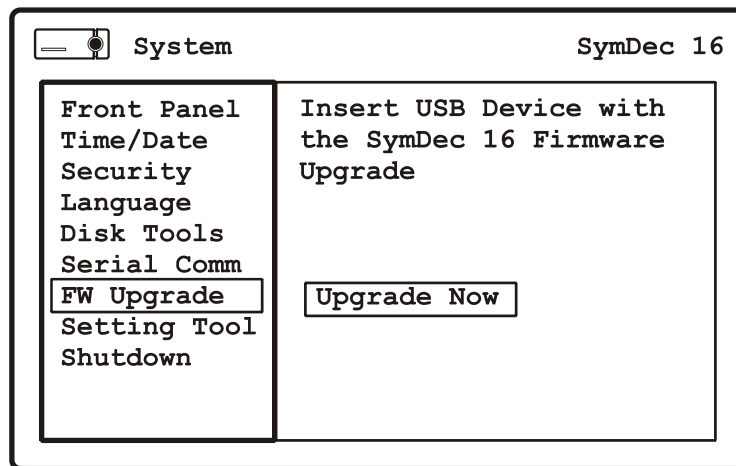 System
SymDec 16
Front Panel
Time/Date
Security
Language
Disk Tools
Serial Comm
FW Upgrade
Setting Tool
Shutdown
Insert USB Device with
the SymDec 16 Firmware
Upgrade
Upgrade Now